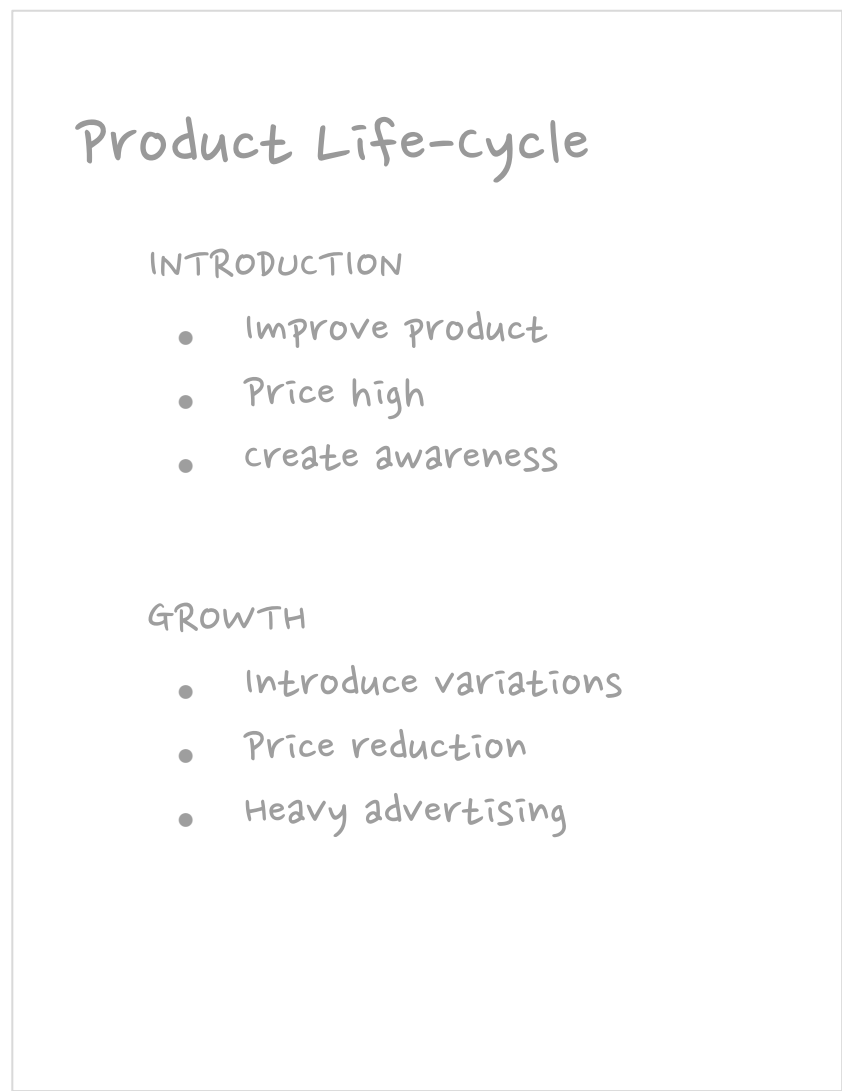 Product Life-cycle
INTRODUCTION
• Improve product
• Price high
• create awareness
GROWTH
• Introduce variations
• Price reduction
• Heavy advertising